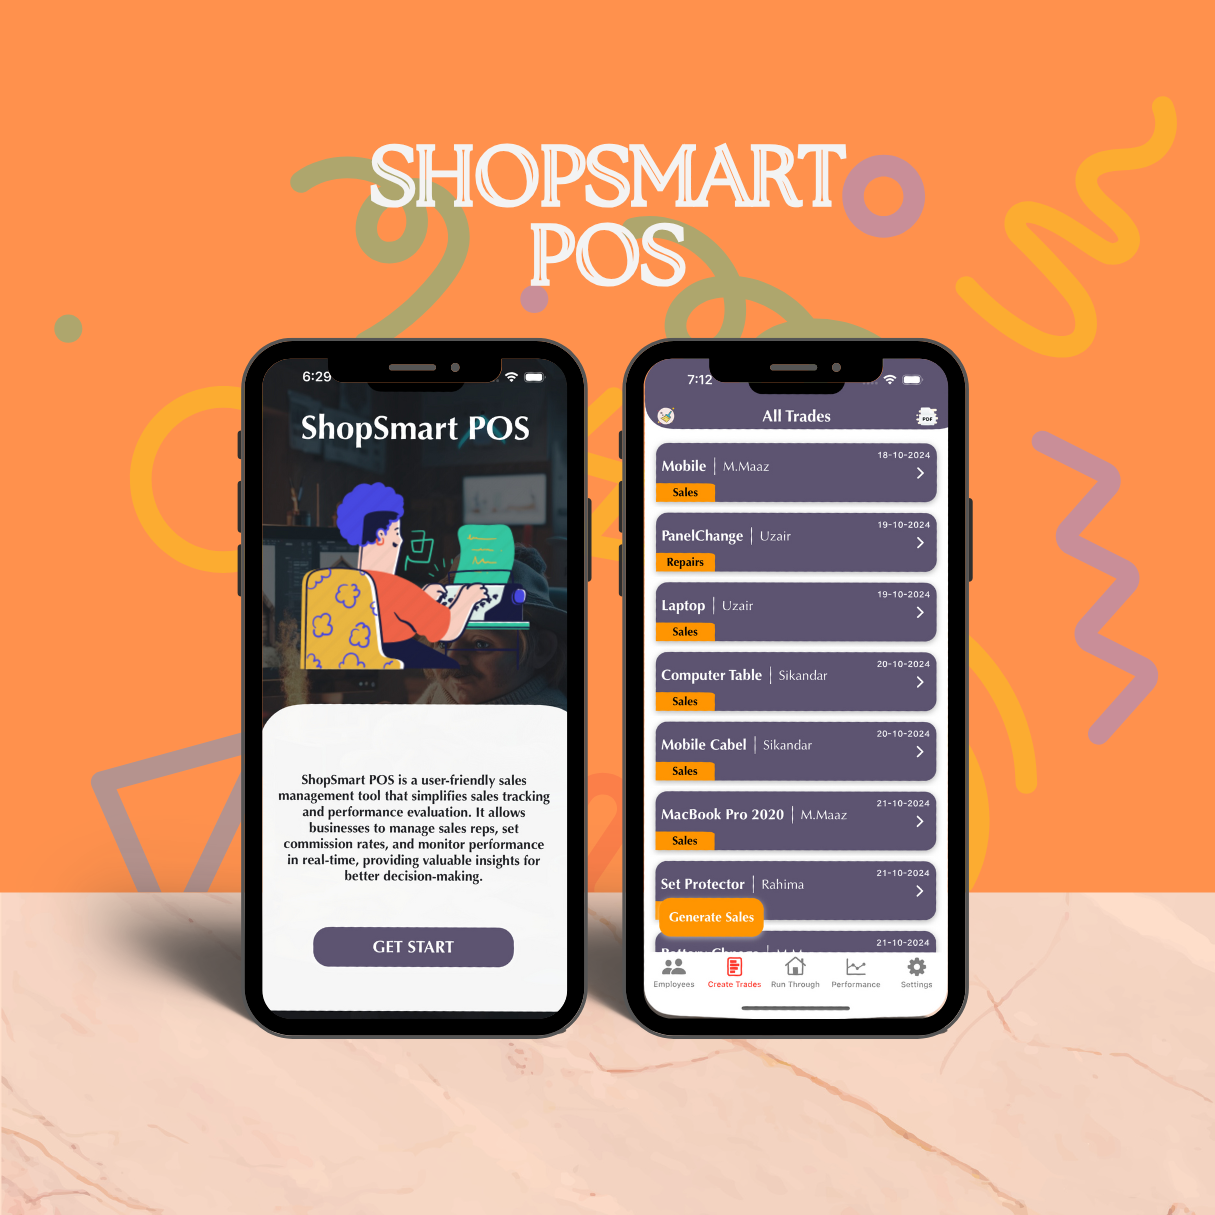 SHOPSMART
POS
6:29
ShopSmart POS
ShopSmart POS is a user-friendly sales
management tool that simplifies sales tracking
and performance evaluation. It allows
businesses to manage sales reps, set
commission rates, and monitor performance
in real-time, providing valuable insights for
better decision-making.
GET START
7:12
All Trades
PDF
18-10-2024
Mobile | M.Maaz
Sales
19-10-2024
PanelChange | Uzair
Repairs
19-10-2024
Laptop | Uzair
Sales
20-10-2024
Computer Table | Sikandar
Sales
20-10-2024
Mobile Cabel | Sikandar
Sales
21-10-2024
MacBook Pro 2020 | M.Maaz
Sales
21-10-2024
Set Protector | Rahima
Generate Sales
21-10-2024
Employees
Create Trades
Run Through
Performance
Settings